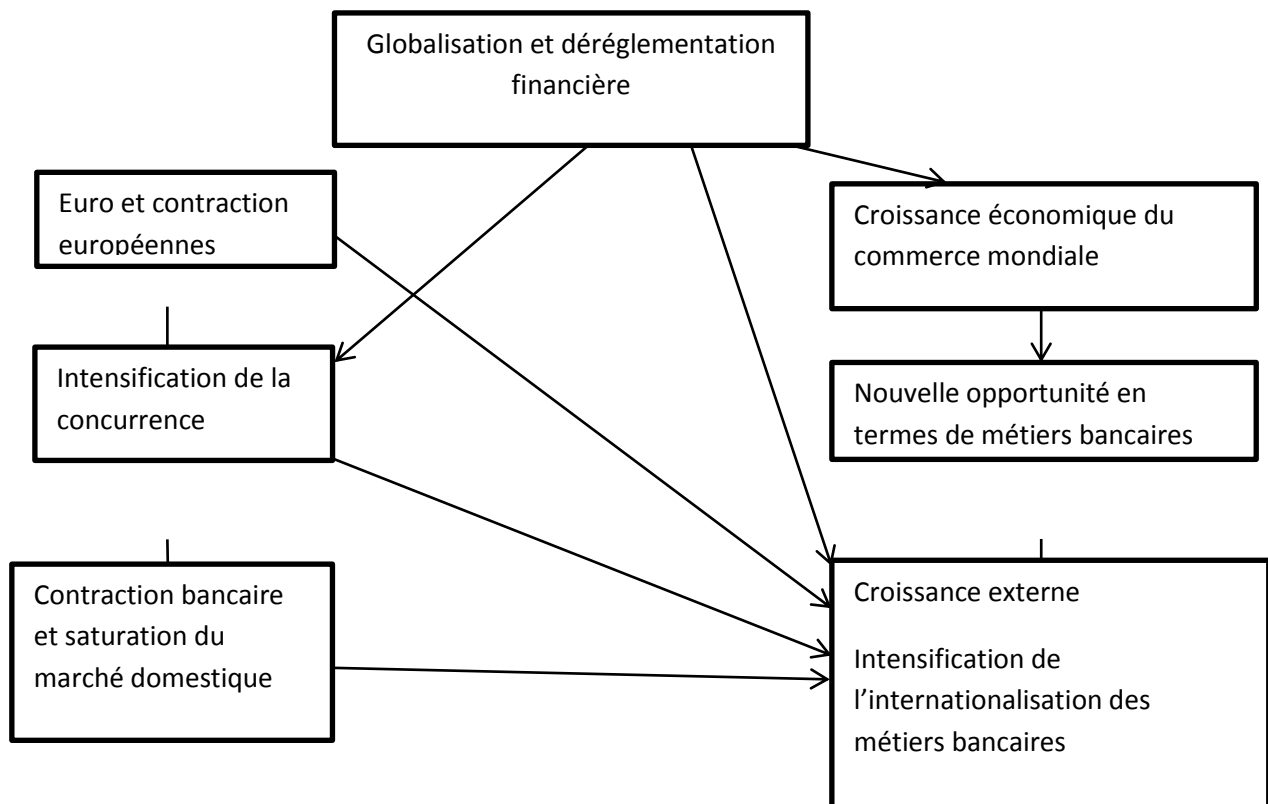 Globalisation et déréglementation
financière
Euro et contraction
européennes
Croissance économique du
commerce mondiale
Intensification de la
concurrence
Nouvelle opportunité en
termes de métiers bancaires
Contraction bancaire
et saturation du
marché domestique
Croissance externe
Intensification de
l’internationalisation des
métiers bancaires